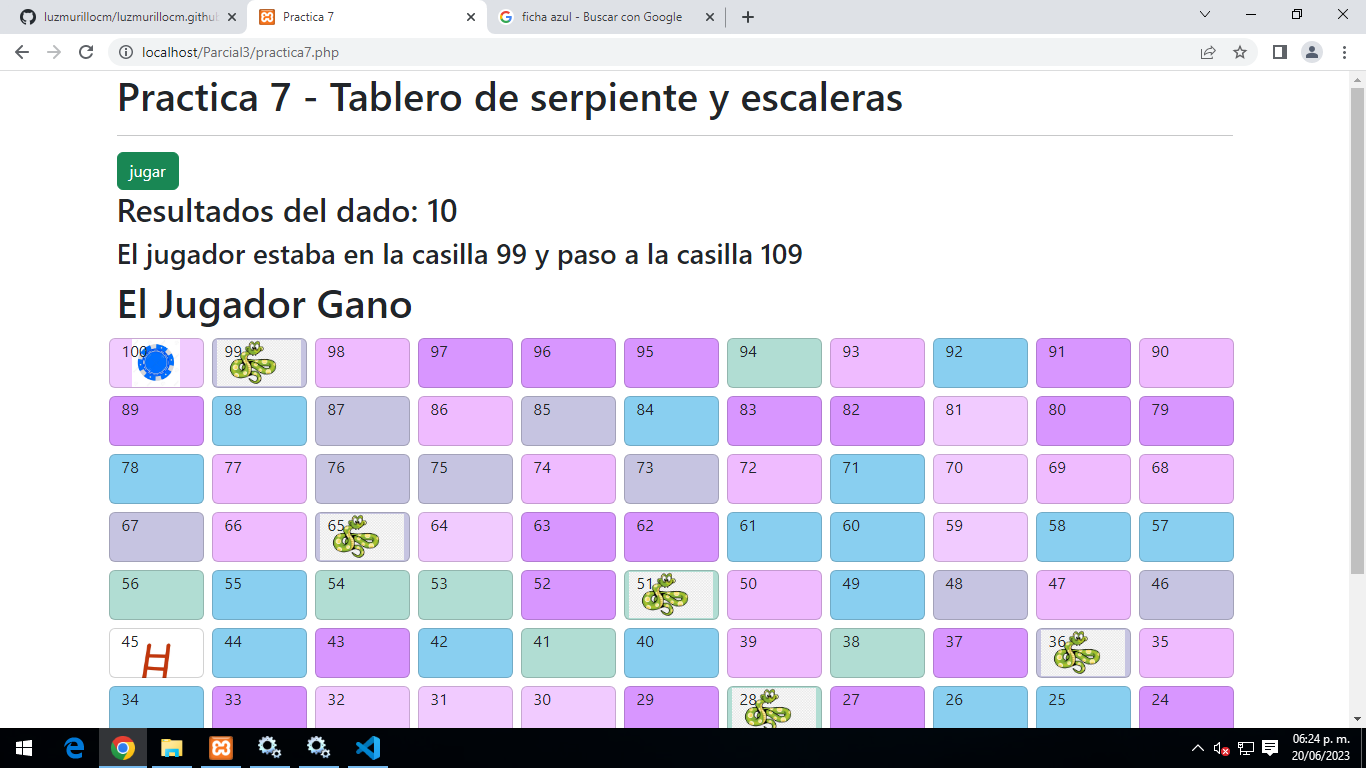 luzmurillocm/luzmurillocm.githu
Practica 7
ficha azul - Buscar con Google
localhost/Parcial3/practica7.php
Practica 7 - Tablero de serpiente y escaleras
jugar
Resultados del dado: 10
El jugador estaba en la casilla 99 y paso a la casilla 109
El Jugador Gano
100 99 98 97 96 95 94 93 92 91 90
89 88 87 86 85 84 83 82 81 80 79
78 77 76 75 74 73 72 71 70 69 68
67 66 65 64 63 62 61 60 59 58 57
56 55 54 53 52 51 50 49 48 47 46
45 44 43 42 41 40 39 38 37 36 35
34 33 32 31 30 29 28 27 26 25 24
06:24 p. m.
20/06/2023